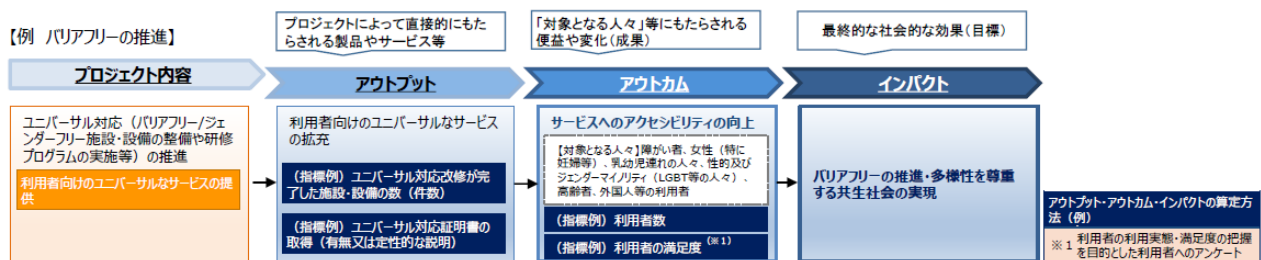 【例 バリアフリーの推進】
プロジェクトによって直接的にもた
らされる製品やサービス等
「対象となる人々」等にもたらされる
便益や変化(成果)
最終的な社会的な効果(目標)
プロジェクト内容
アウトプット
アウトカム
インパクト
ユニバーサル対応（バリアフリー/ジェ
ンダーフリー施設・設備の整備や研修
プログラムの実施等）の推進
利用者向けのユニバーサルなサービスの提
供
利用者向けのユニバーサルなサービス
の拡充
（指標例）ユニバーサル対応改修が完
了した施設・設備の数（件数）
（指標例）ユニバーサル対応証明書の
取得（有無又は定性的な説明）
サービスへのアクセシビリティの向上
【対象となる人々】障がい者、女性（特に
妊婦等）、乳幼児連れの人々、性的及び
ジェンダーマイノリティ（LGBT等の人々）、
高齢者、外国人等の利用者
（指標例）利用者数
（指標例）利用者の満足度（※1）
バリアフリーの推進・多様性を尊重
する共生社会の実現
アウトプット・アウトカム・インパクトの算定方
法（例）
※1 利用者の利用実態・満足度の把握
を目的とした利用者へのアンケート